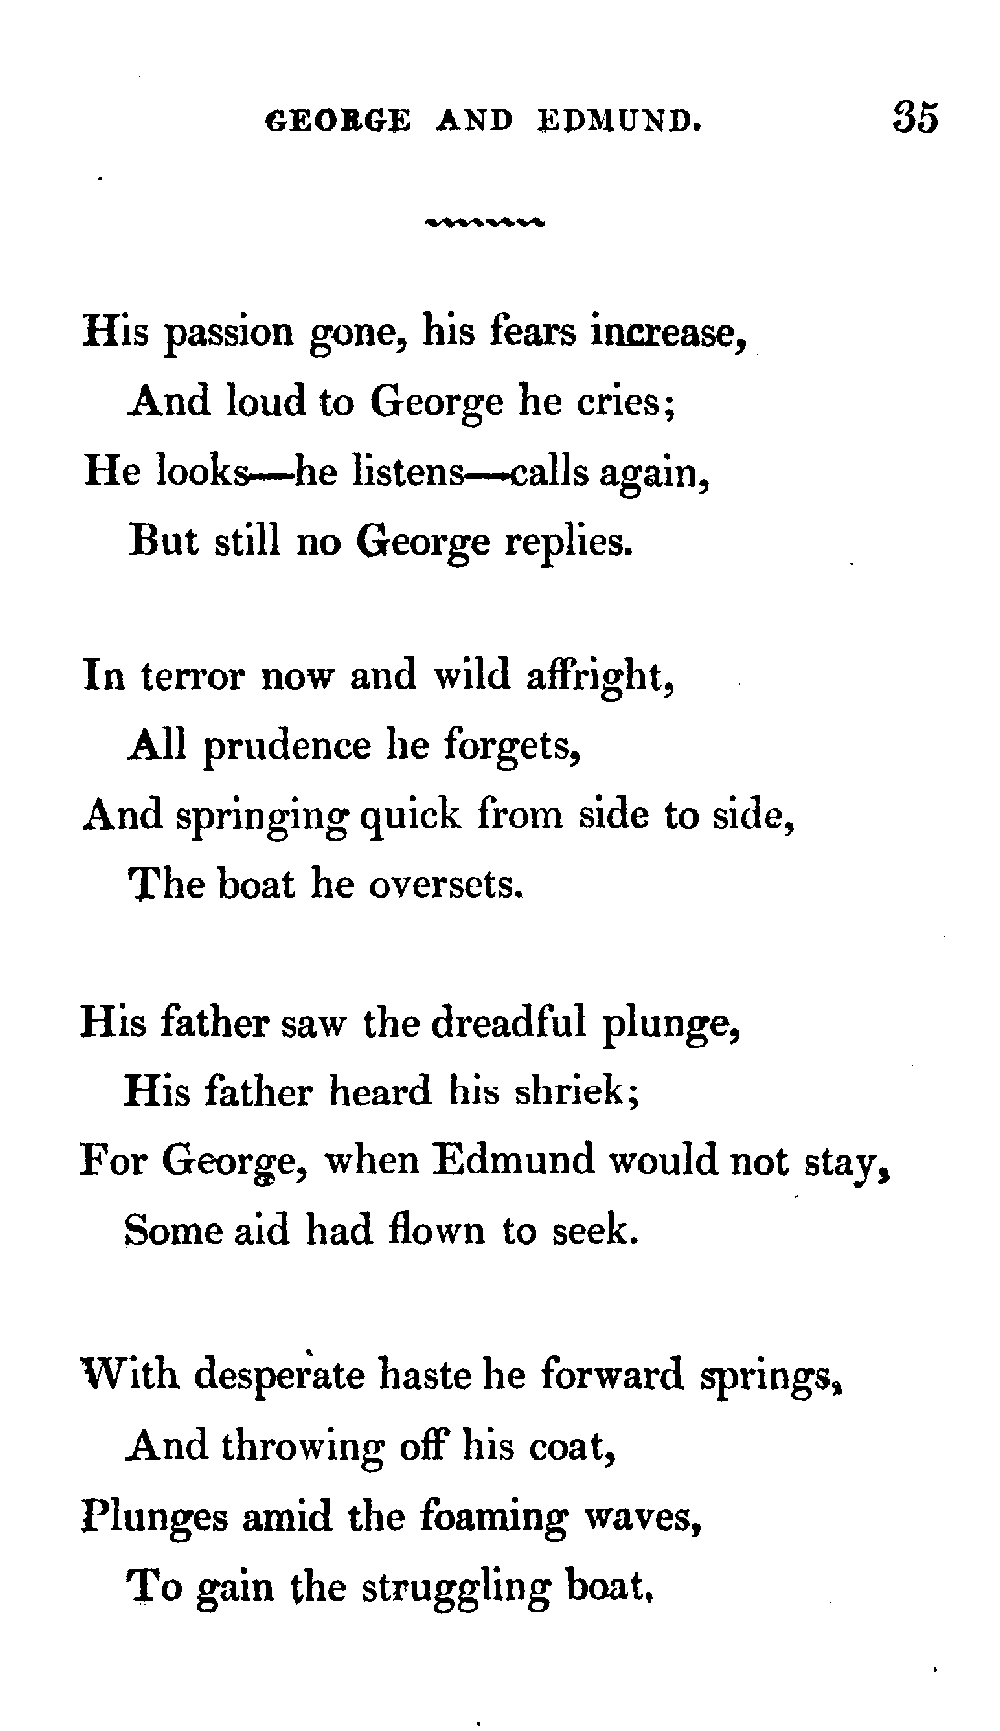 GEORGE AND EDMUND. 35
His passion gone, his fears increase,
And loud to George he cries;
He looks—he listens—calls again,
But still no George replies.
In terror now and wild affright,
All prudence he forgets,
And springing quick from side to side,
The boat he oversets.
His father saw the dreadful plunge,
His father heard his shriek;
For George, when Edmund would not stay,
Some aid had flown to seek.
With desperate haste he forward springs,
And throwing off his coat,
Plunges amid the foaming waves,
To gain the struggling boat.